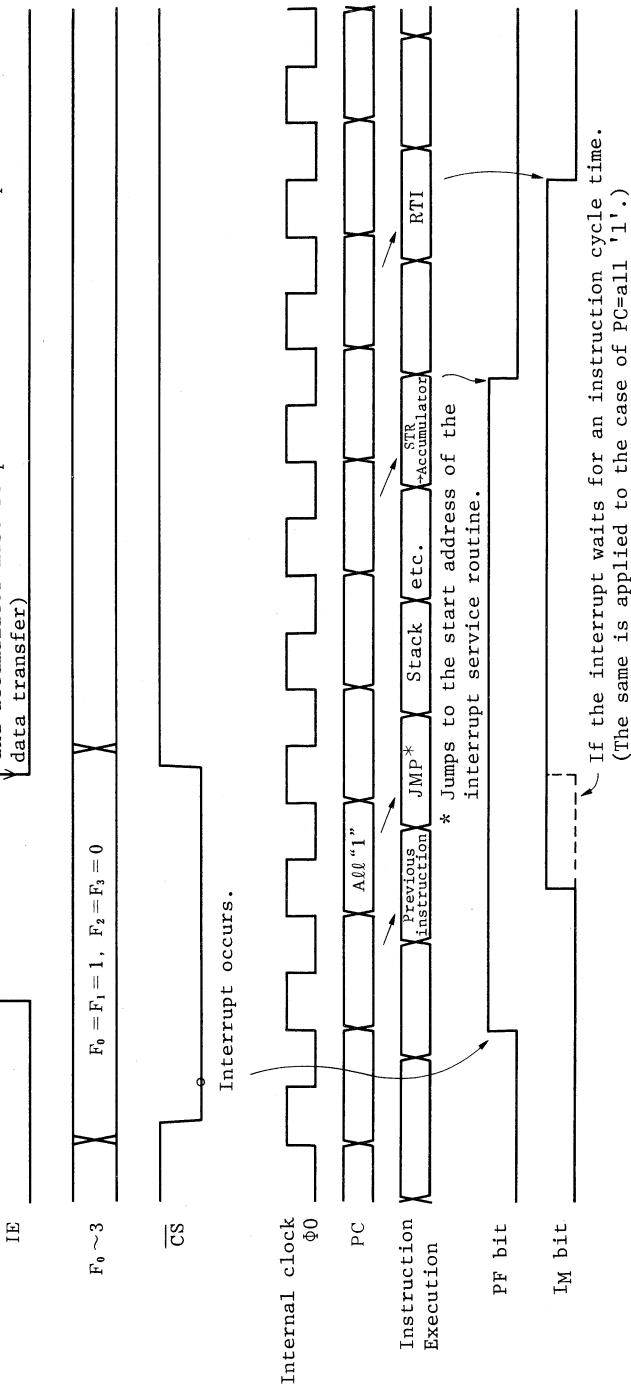 data transfer)
IE
F₀ ~ 3
F₀ = F₁ = 1, F₂ = F₃ = 0
C̅S̅
Interrupt occurs.
Internal clock
Φ0
PC
Aℓℓ “1”
Instruction
Execution
Previous
instruction
JMP*
Stack
etc.
STR
→Accumulator
RTI
* Jumps to the start address of the
interrupt service routine.
PF bit
I_M bit
If the interrupt waits for an instruction cycle time.
(The same is applied to the case of PC=all '1'.)